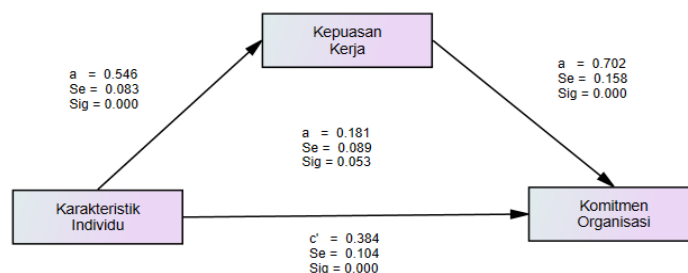 Kepuasan
Kerja
a = 0.546
Se = 0.083
Sig = 0.000
a = 0.702
Se = 0.158
Sig = 0.000
a = 0.181
Se = 0.089
Sig = 0.053
Karakteristik
Individu
Komitmen
Organisasi
c' = 0.384
Se = 0.104
Sig = 0.000